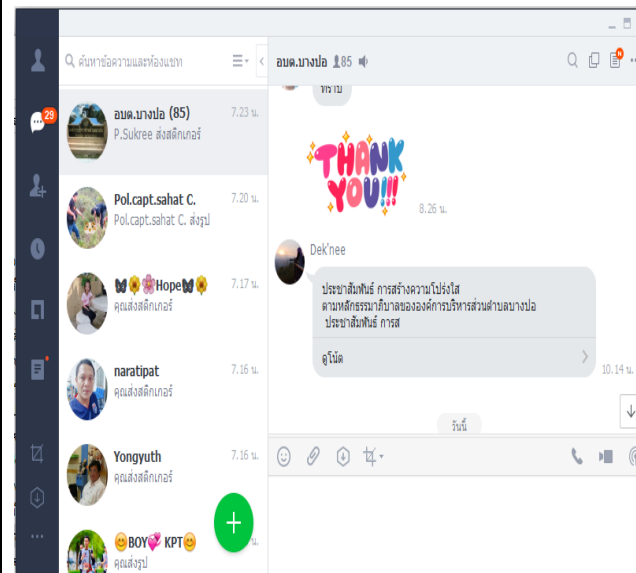 29
ค้นหาข้อความและห้องแชท
อบต.บางปอ (85)
7.23 น.
P.Sukree ส่งสติกเกอร์
Pol.capt.sahat C.
7.20 น.
Pol.capt.sahat C. ส่งรูป
Hope
7.17 น.
คุณส่งสติกเกอร์
naratipat
7.16 น.
คุณส่งสติกเกอร์
Yongyuth
7.16 น.
คุณส่งสติกเกอร์
BOY KPT
น.
คุณส่งรูป
อบต.บางปอ 85
N
ทราบ
THANK
YOU!!!
8.26 น.
Dek'nee
ประชาสัมพันธ์ การสร้างความโปร่งใส
ตามหลักธรรมาภิบาลขององค์การบริหารส่วนตำบลบางปอ
ประชาสัมพันธ์ การส
ดูโน้ต
10.14 น.
วันนี้